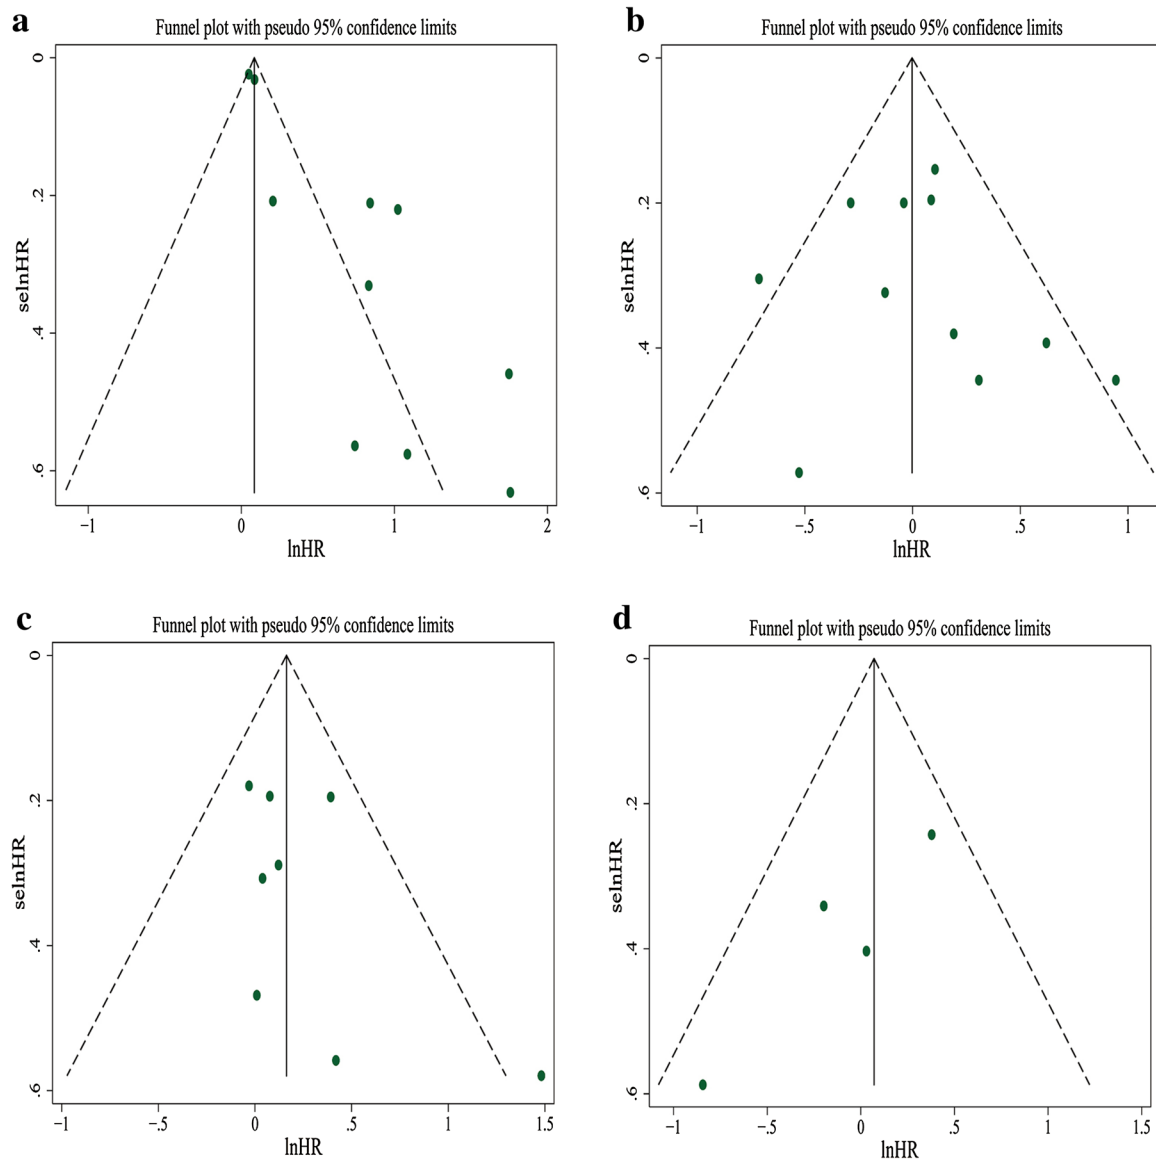 a
Funnel plot with pseudo 95% confidence limits
0
.2
.4
.6
selnHR
−1
0
1
2
lnHR
b
Funnel plot with pseudo 95% confidence limits
0
.2
.4
.6
selnHR
−1
−.5
0
.5
1
lnHR
c
Funnel plot with pseudo 95% confidence limits
0
.2
.4
.6
selnHR
−1
−.5
0
.5
1
1.5
lnHR
d
Funnel plot with pseudo 95% confidence limits
0
.2
.4
.6
selnHR
−1
−.5
0
.5
1
1.5
lnHR